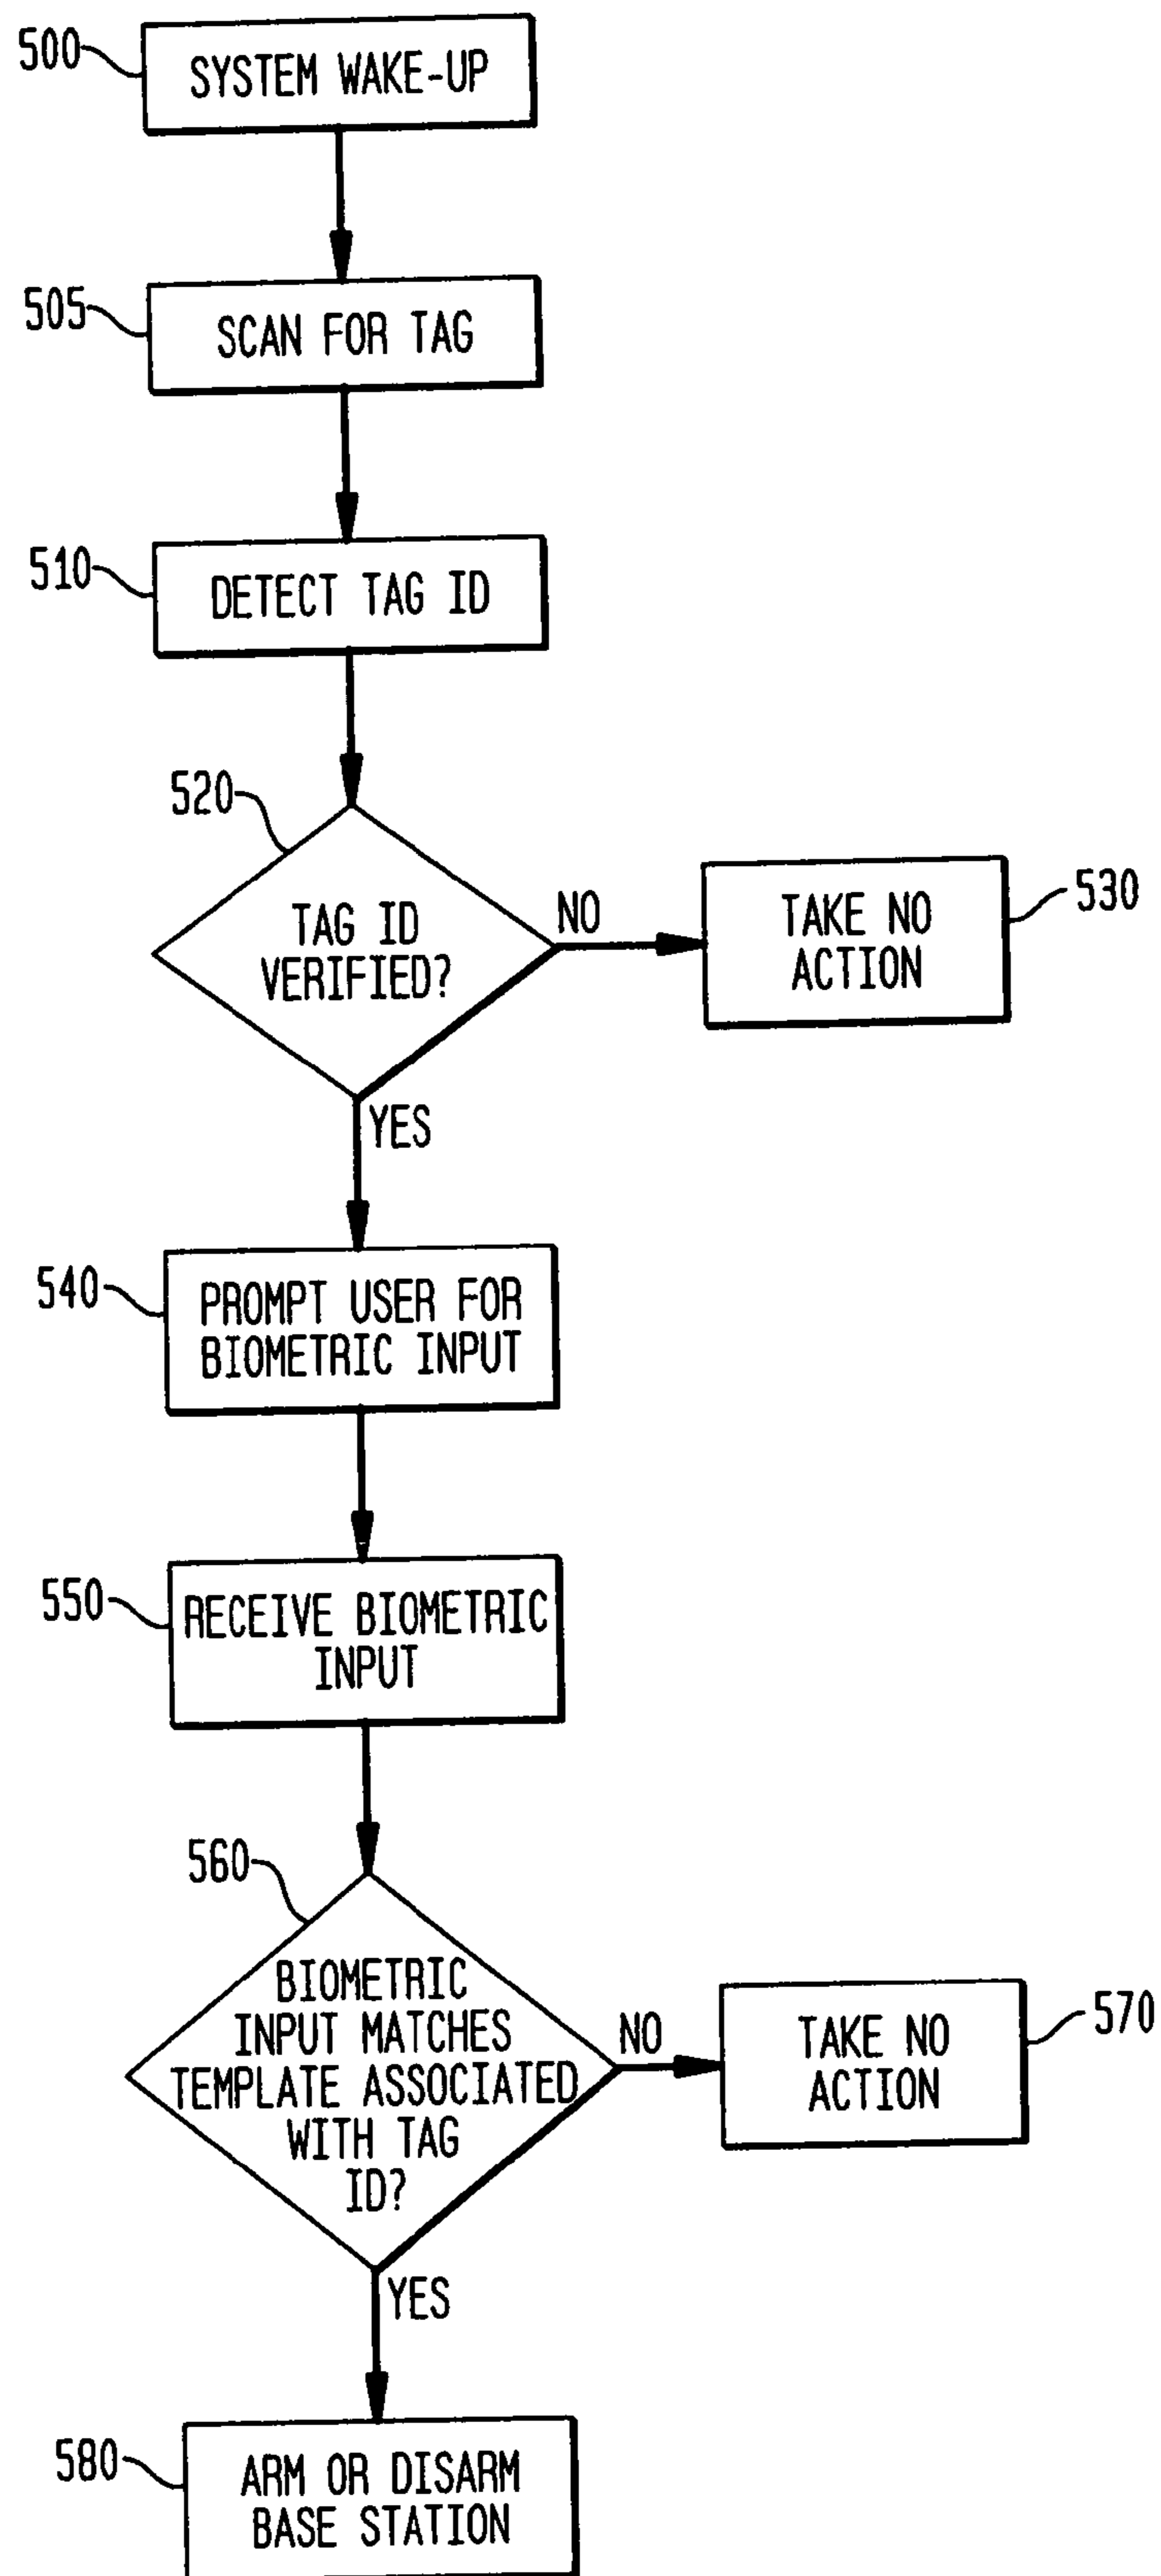 500
SYSTEM WAKE-UP
505
SCAN FOR TAG
510
DETECT TAG ID
520
TAG ID
VERIFIED?
NO
TAKE NO
ACTION
530
YES
540
PROMPT USER FOR
BIOMETRIC INPUT
550
RECEIVE BIOMETRIC
INPUT
560
BIOMETRIC
INPUT MATCHES
TEMPLATE ASSOCIATED
WITH TAG
ID?
NO
TAKE NO
ACTION
570
YES
580
ARM OR DISARM
BASE STATION